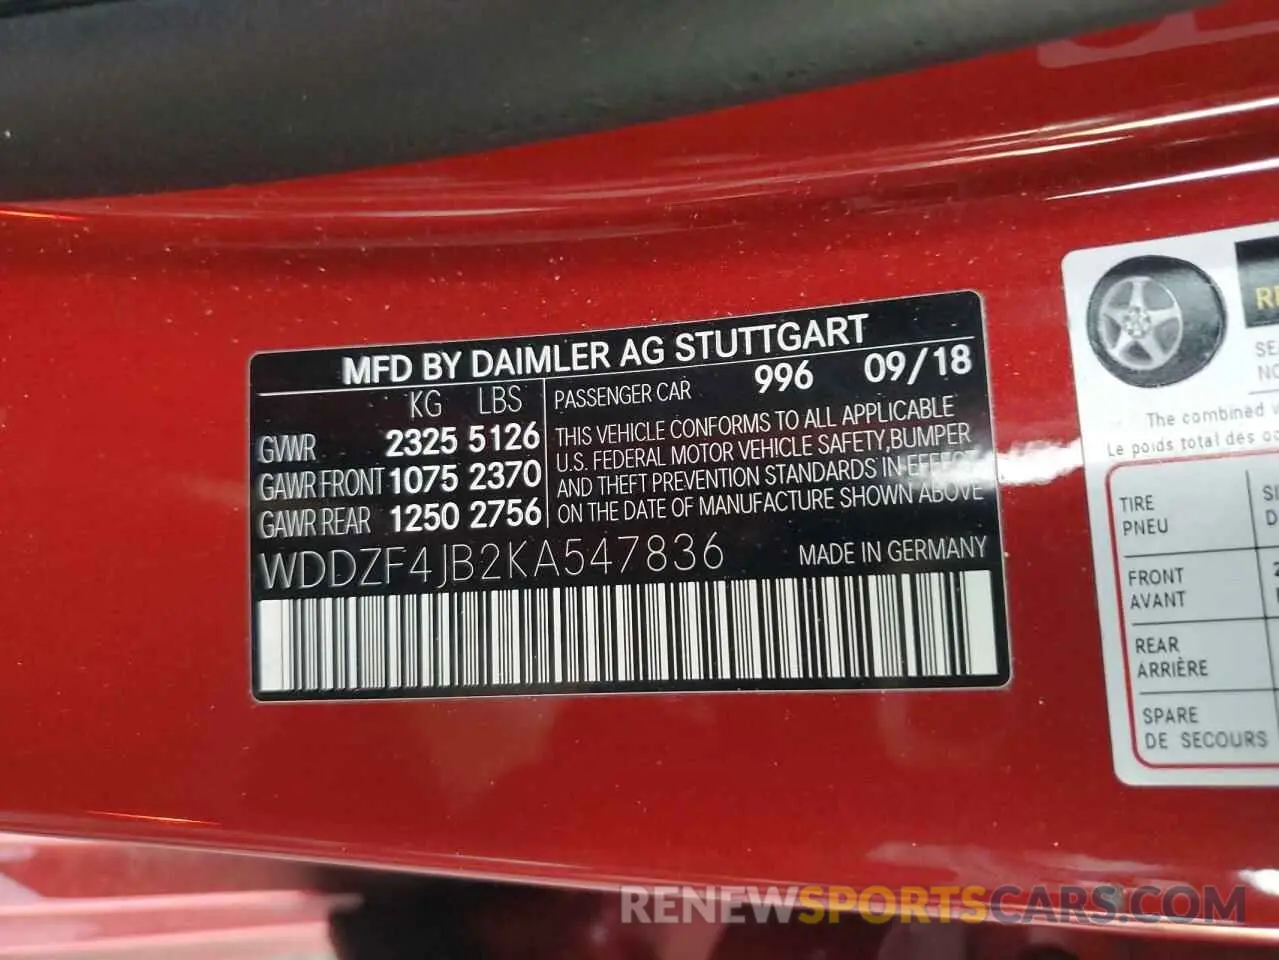 MFD BY DAIMLER AG STUTTGART
KG LBS
PASSENGER CAR 996 09/18
GVWR 2325 5126
GAWR FRONT 1075 2370
GAWR REAR 1250 2756
THIS VEHICLE CONFORMS TO ALL APPLICABLE
U.S. FEDERAL MOTOR VEHICLE SAFETY,BUMPER
AND THEFT PREVENTION STANDARDS IN EFFECT
ON THE DATE OF MANUFACTURE SHOWN ABOVE
WDDZF4JB2KA547836 MADE IN GERMANY
The combined
Le poids total des
TIRE
PNEU
FRONT
AVANT
REAR
ARRIÈRE
SPARE
DE SECOURS
RENEWSPORTSCARS.COM